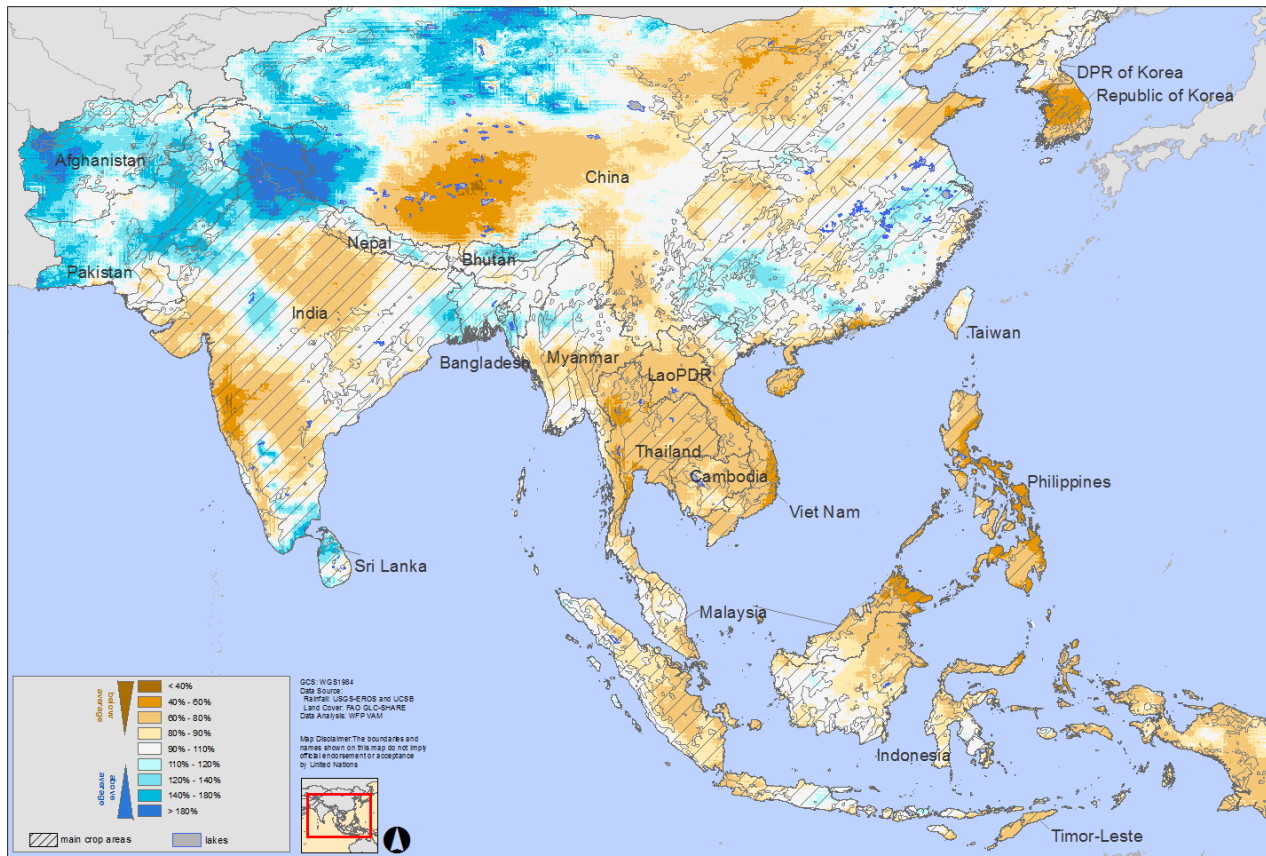 DPR of Korea
Republic of Korea
Afghanistan
China
Nepal
Bhutan
Pakistan
India
Taiwan
Bangladesh
Myanmar
LaoPDR
Thailand
Cambodia
Philippines
Viet Nam
Sri Lanka
Malaysia
Indonesia
Timor-Leste
below
average
above
average
< 40%
40% - 60%
60% - 80%
80% - 90%
90% - 110%
110% - 120%
120% - 140%
140% - 180%
> 180%
main crop areas
lakes
GCS: WGS1984
Data Source:
Rainfall: USGS-EROS and UCSB
Land Cover: FAO GLC-SHARE
Data Analysis: WFP VAM
Map Disclaimer:The boundaries and
names shown on this map do not imply
official endorsement or acceptance
by United Nations